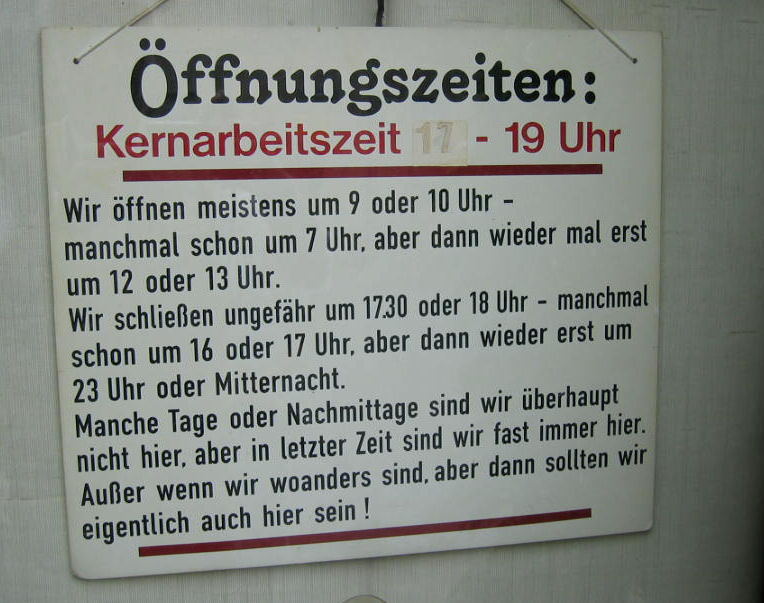 Öffnungszeiten:
Kernarbeitszeit 17 - 19 Uhr
Wir öffnen meistens um 9 oder 10 Uhr -
manchmal schon um 7 Uhr, aber dann wieder mal erst
um 12 oder 13 Uhr.
Wir schließen ungefähr um 17.30 oder 18 Uhr - manchmal
schon um 16 oder 17 Uhr, aber dann wieder erst um
23 Uhr oder Mitternacht.
Manche Tage oder Nachmittage sind wir überhaupt
nicht hier, aber in letzter Zeit sind wir fast immer hier.
Außer wenn wir woanders sind, aber dann sollten wir
eigentlich auch hier sein !